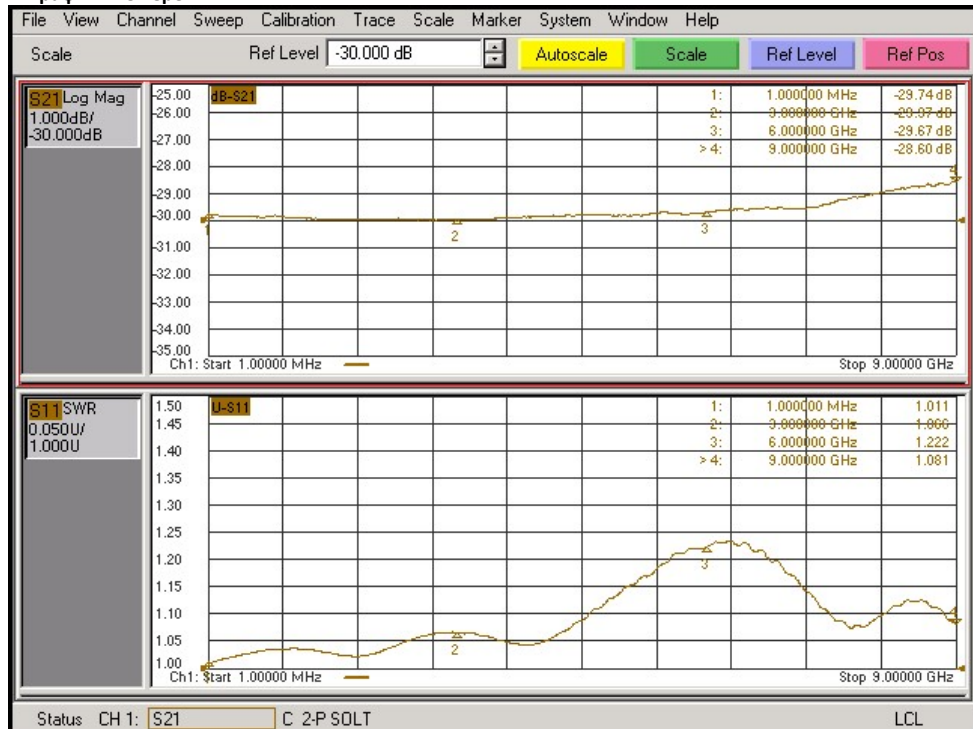 File View Channel Sweep Calibration Trace Scale Marker System Window Help
Scale Ref Level -30.000 dB Autoscale Scale Ref Level Ref Pos
S21 Log Mag
1.000dB/
-30.000dB
dB-S21
-25.00
-26.00
-27.00
-28.00
-29.00
-30.00
-31.00
-32.00
-33.00
-34.00
-35.00
1: 1.000000 MHz -29.74 dB
2: GHz dB
3: 6.000000 GHz -29.67 dB
> 4: 9.000000 GHz -28.60 dB
1
2
3
4
Ch1: Start 1.00000 MHz Stop 9.00000 GHz
S11 SWR
0.050U/
1.000U
U-S11
1.50
1.45
1.40
1.35
1.30
1.25
1.20
1.15
1.10
1.05
1.00
1: 1.000000 MHz 1.011
2: GHz
3: 6.000000 GHz 1.222
> 4: 9.000000 GHz 1.081
2
3
Ch1: Start 1.00000 MHz Stop 9.00000 GHz
Status CH 1: S21 C 2-P SOLT LCL